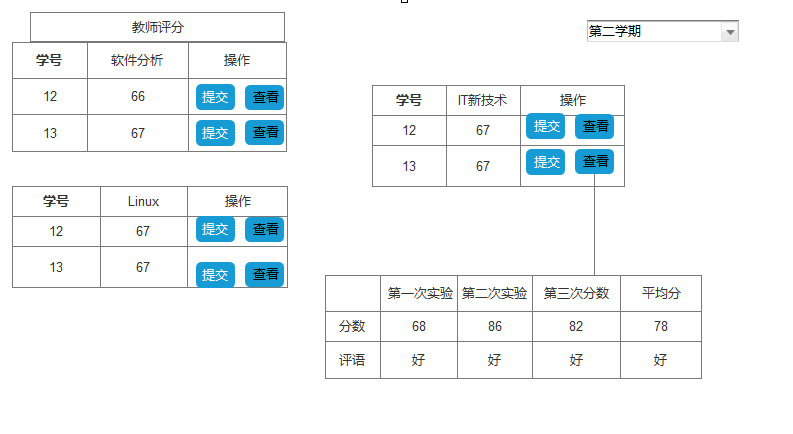 教师评分
学号 软件分析 操作
12 66 提交 查看
13 67 提交 查看
学号 Linux 操作
12 67 提交 查看
13 67 提交 查看
第二学期
学号 IT新技术 操作
12 67 提交 查看
13 67 提交 查看
第一次实验 第二次实验 第三次分数 平均分
分数 68 86 82 78
评语 好 好 好 好